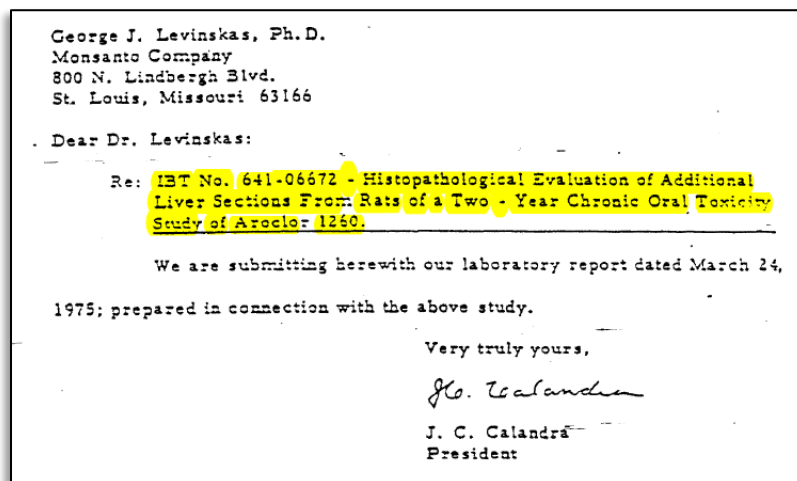 George J. Levinskas, Ph.D.
Monsanto Company
800 N. Lindbergh Blvd.
St. Louis, Missouri 63166
Dear Dr. Levinskas:
Re: IBT No. 641-06672 - Histopathological Evaluation of Additional
Liver Sections From Rats of a Two - Year Chronic Oral Toxicity
Study of Aroclor 1260.
We are submitting herewith our laboratory report dated March 24,
1975; prepared in connection with the above study.
Very truly yours,
J. C. Calandra
J. C. Calandra
President